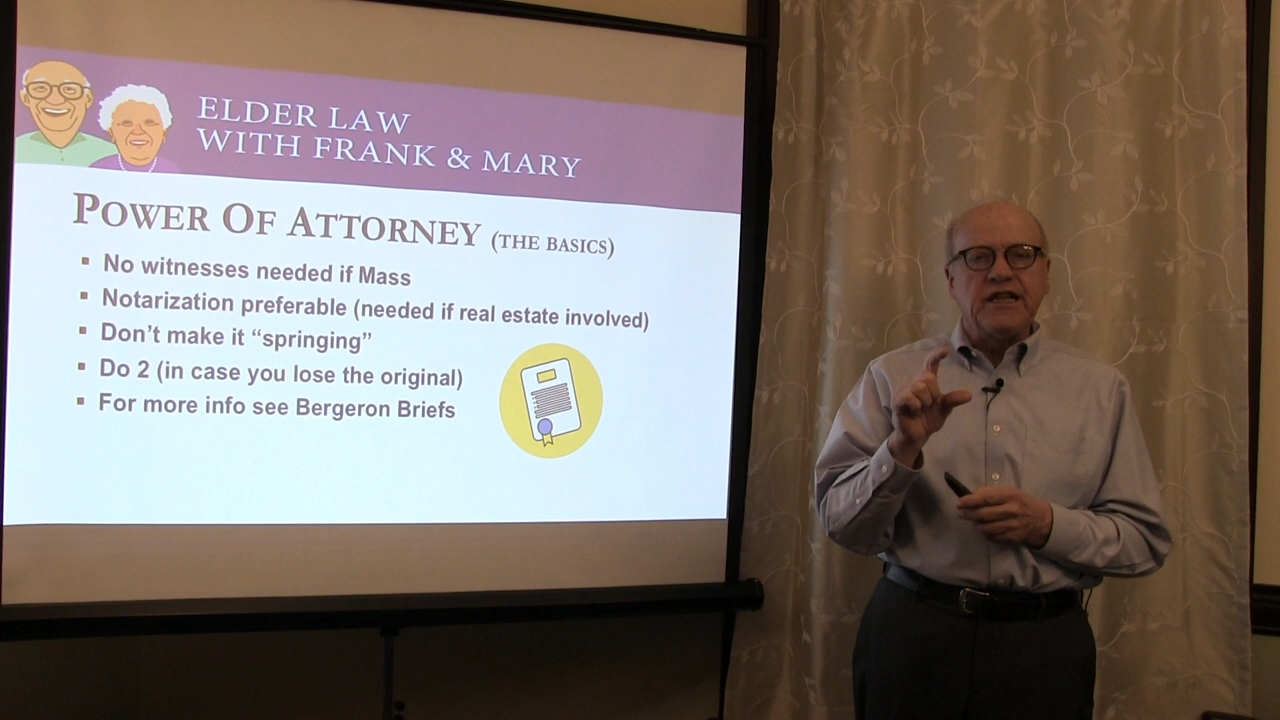 ELDER LAW
WITH FRANK & MARY
POWER OF ATTORNEY (THE BASICS)
▪ No witnesses needed if Mass
▪ Notarization preferable (needed if real estate involved)
▪ Don't make it “springing”
▪ Do 2 (in case you lose the original)
▪ For more info see Bergeron Briefs